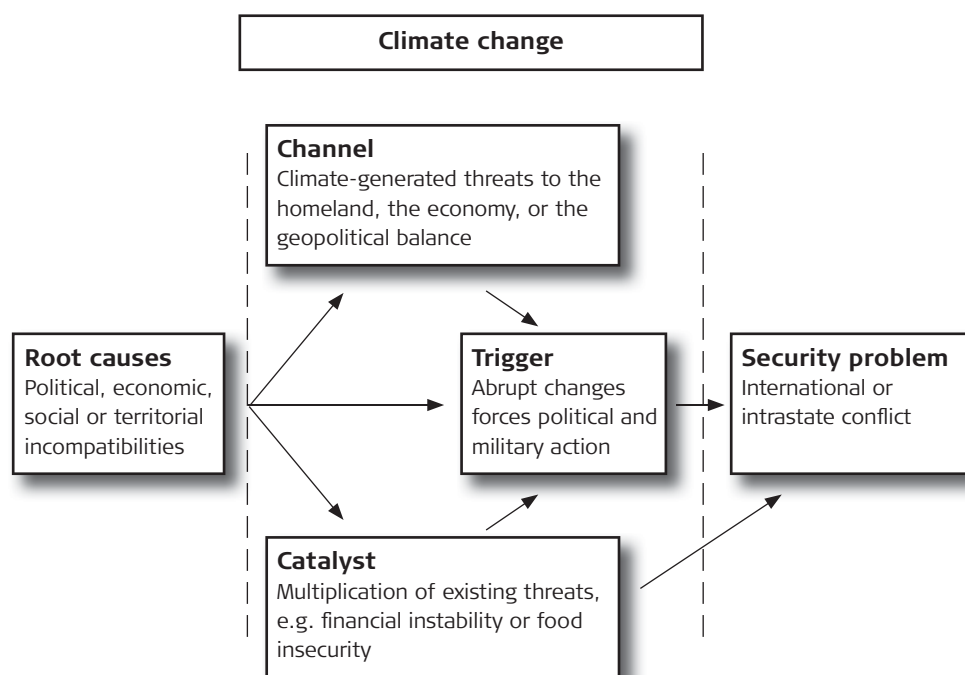 Climate change
Channel
Climate-generated threats to the
homeland, the economy, or the
geopolitical balance
Root causes
Political, economic,
social or territorial
incompatibilities
Trigger
Abrupt changes
forces political and
military action
Security problem
International or
intrastate conflict
Catalyst
Multiplication of existing threats,
e.g. financial instability or food
insecurity